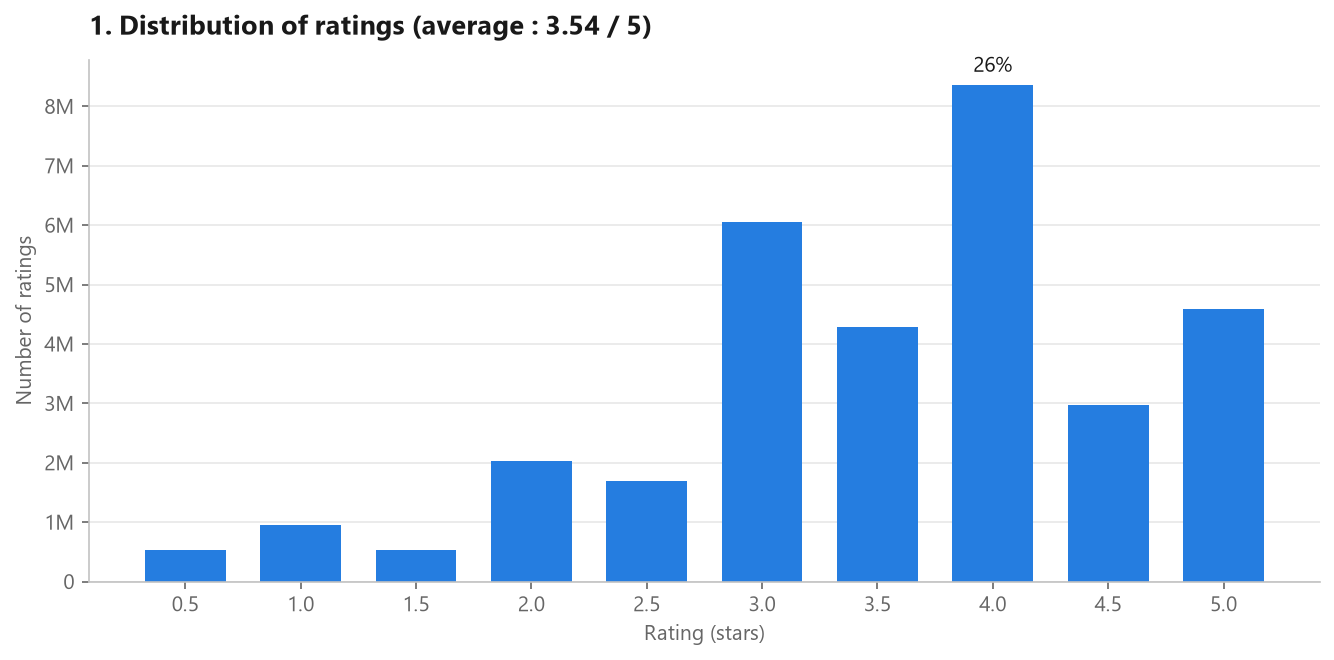 1. Distribution of ratings (average : 3.54 / 5)
26%
8M
7M
6M
5M
4M
3M
2M
1M
0
Number of ratings
0.5 1.0 1.5 2.0 2.5 3.0 3.5 4.0 4.5 5.0
Rating (stars)